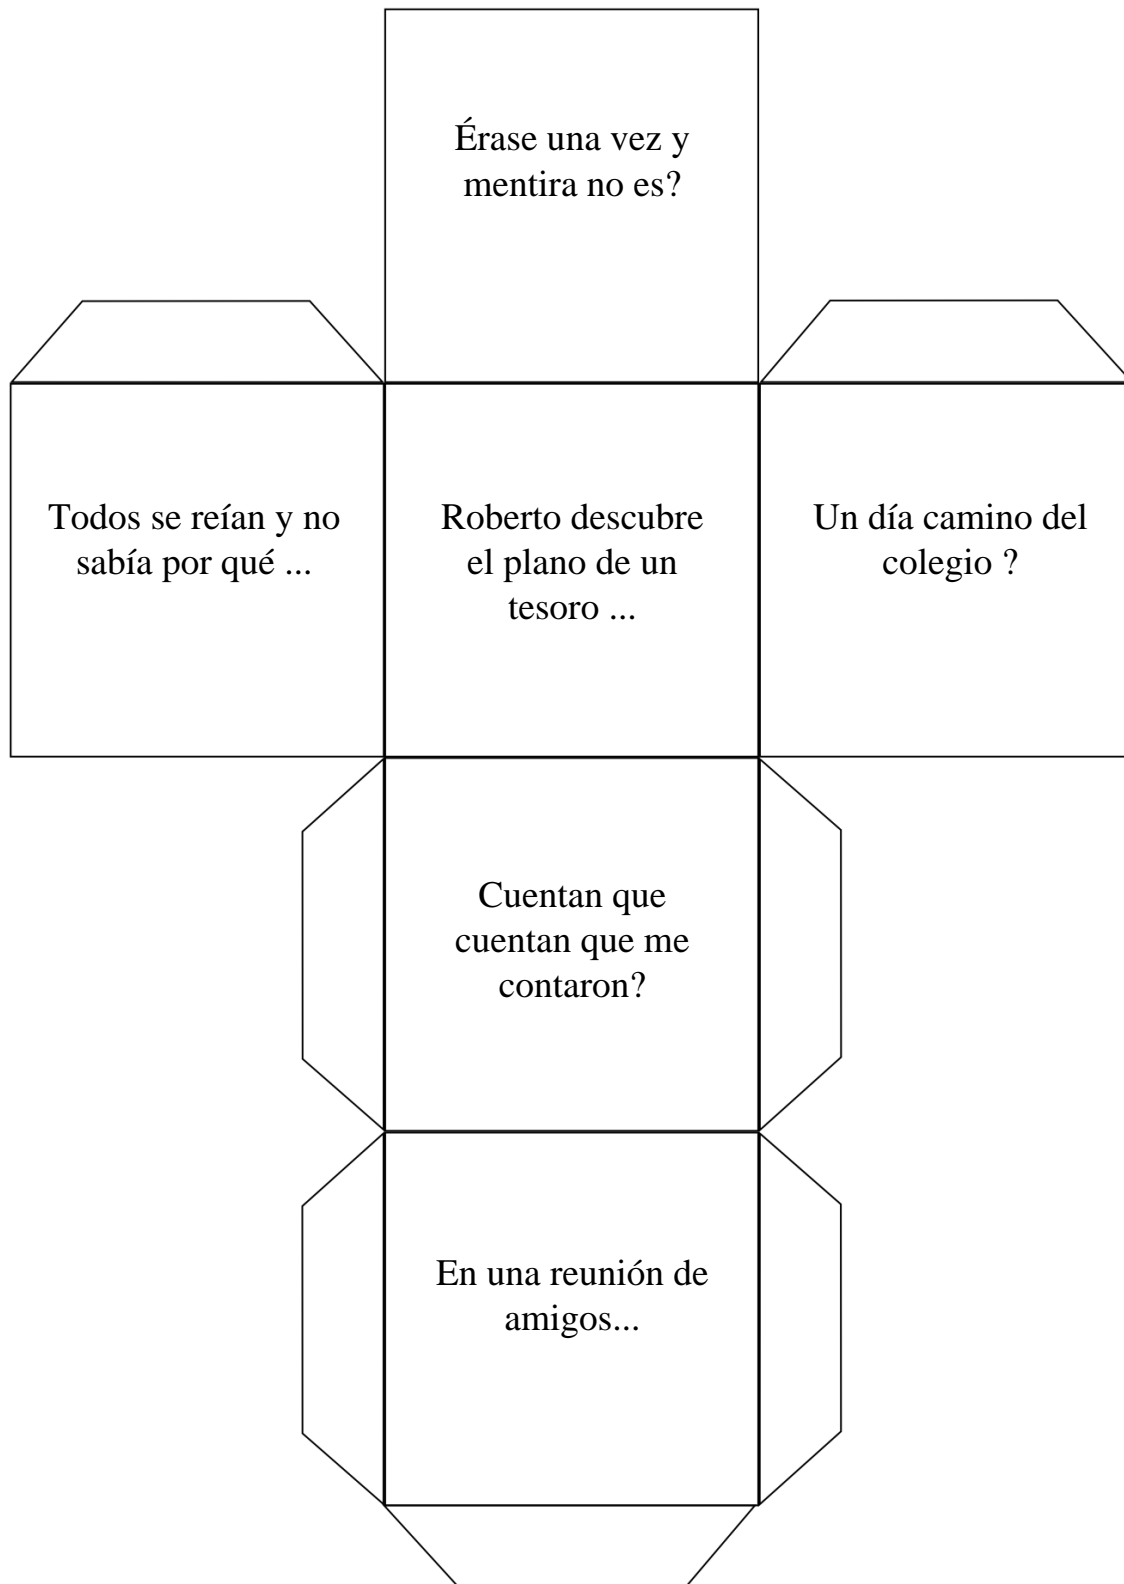 Érase una vez y
mentira no es?
Todos se reían y no
sabía por qué ...
Roberto descubre
el plano de un
tesoro ...
Un día camino del
colegio ?
Cuentan que
cuentan que me
contaron?
En una reunión de
amigos...